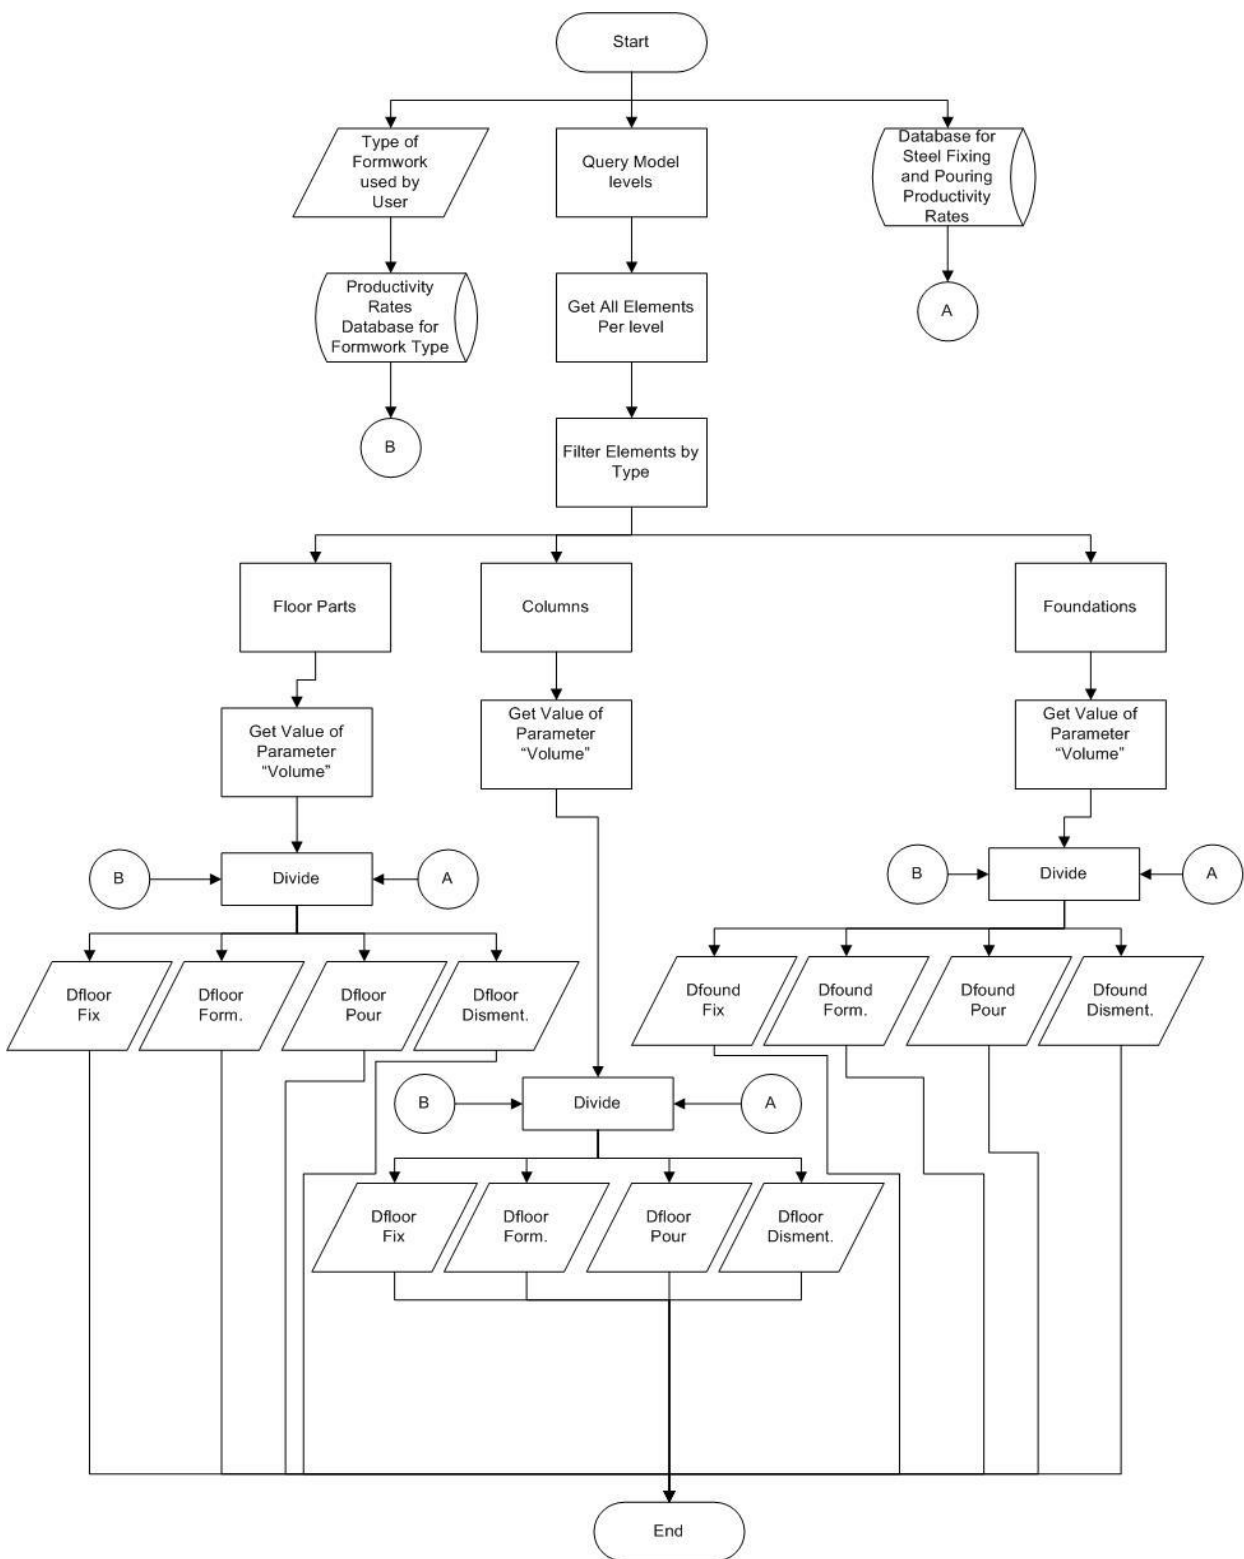 Start
Type of
Formwork
used by
User
Query Model
levels
Database for
Steel Fixing
and Pouring
Productivity
Rates
Productivity
Rates
Database for
Formwork Type
Get All Elements
Per level
A
B
Filter Elements by
Type
Floor Parts
Columns
Foundations
Get Value of
Parameter
“Volume”
Get Value of
Parameter
“Volume”
Get Value of
Parameter
“Volume”
B
Divide
A
B
Divide
A
Dfloor
Fix
Dfloor
Form.
Dfloor
Pour
Dfloor
Disment.
Dfound
Fix
Dfound
Form.
Dfound
Pour
Dfound
Disment.
B
Divide
A
Dfloor
Fix
Dfloor
Form.
Dfloor
Pour
Dfloor
Disment.
End